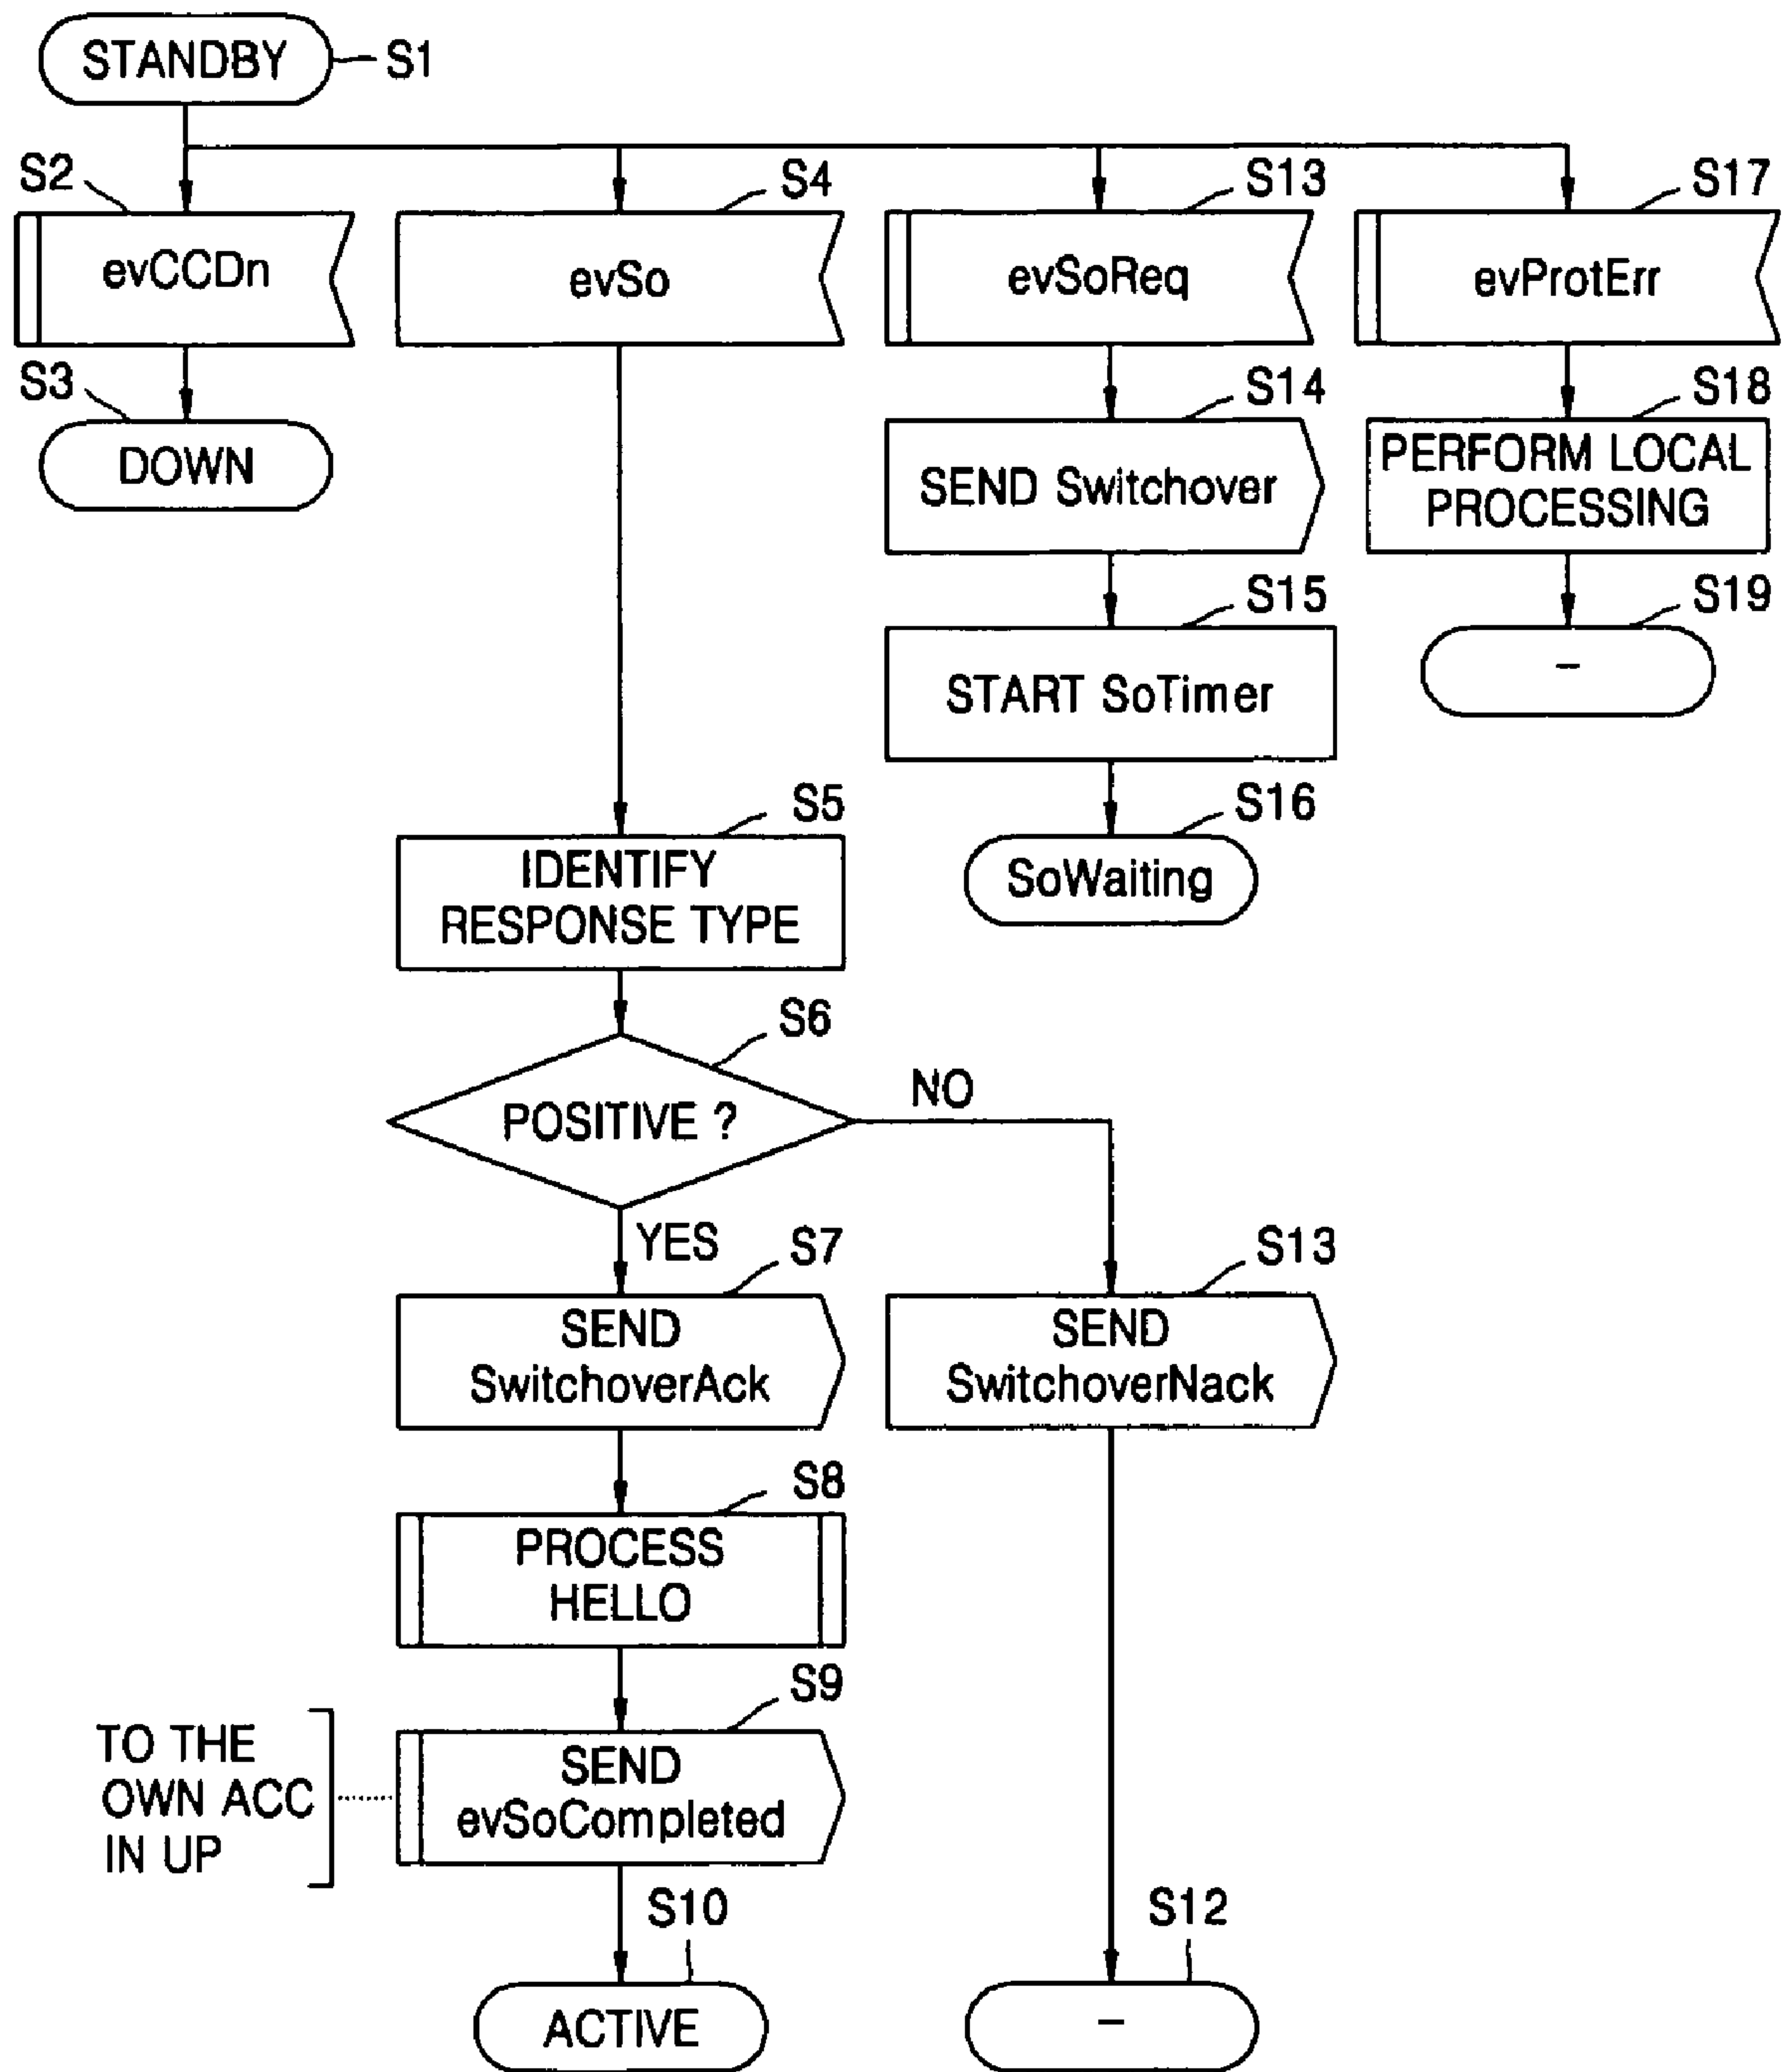 STANDBY
S1
S2
S4
S13
S17
evCCDn
evSo
evSoReq
evProtErr
S3
S14
S18
DOWN
SEND Switchover
PERFORM LOCAL
PROCESSING
S15
S19
START SoTimer
–
S5
S16
IDENTIFY
RESPONSE TYPE
SoWaiting
S6
POSITIVE ?
NO
YES
S7
S13
SEND
SwitchoverAck
SEND
SwitchoverNack
S8
PROCESS
HELLO
S9
TO THE
OWN ACC
IN UP
SEND
evSoCompleted
S10
S12
ACTIVE
–